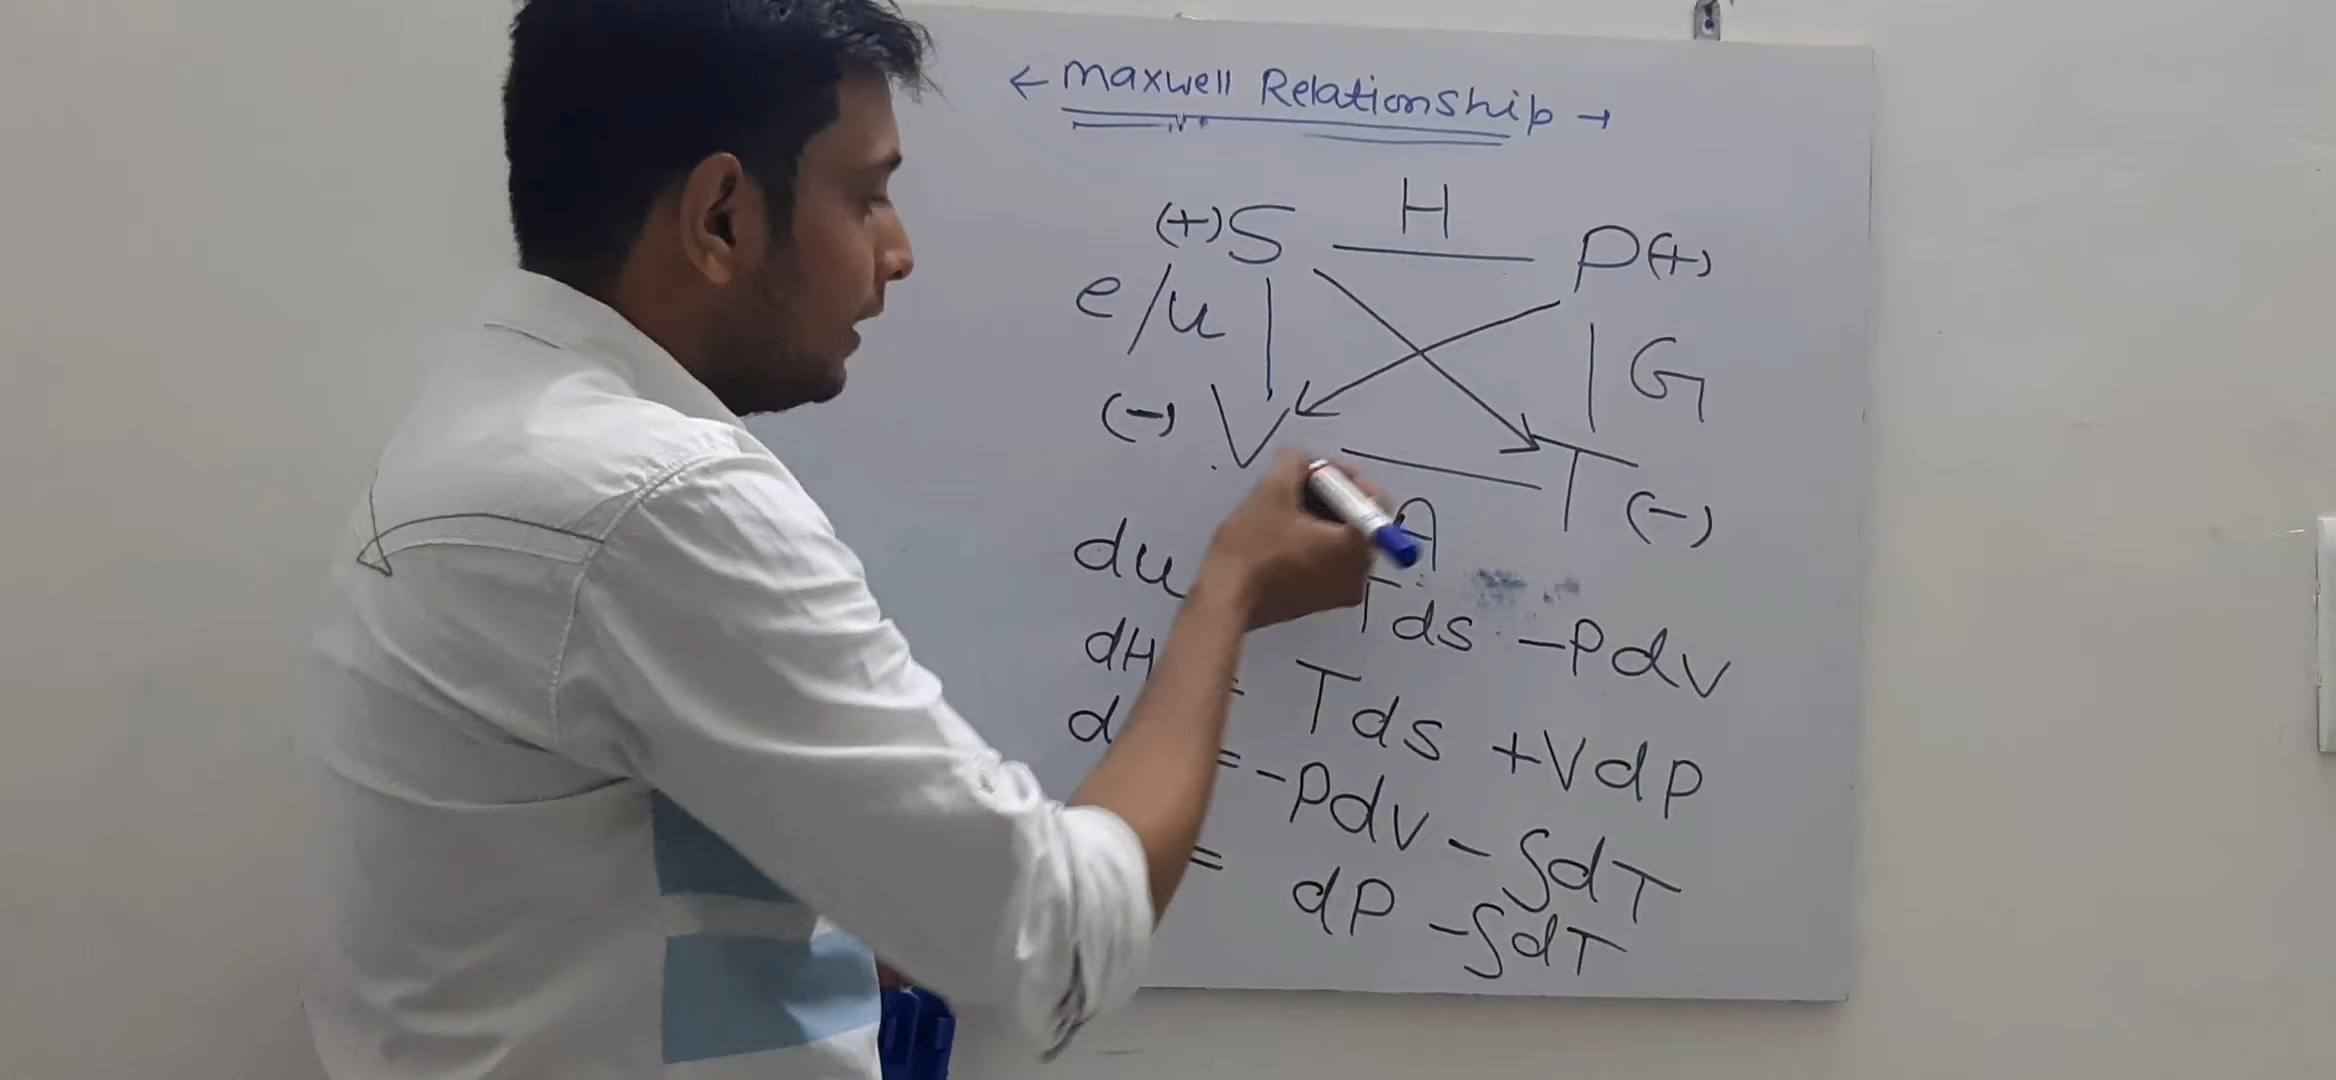 ← Maxwell Relationship →
H
(+) S P(+)
e/u G
(-) V T (-)
A
du Tds -Pdv
dH = Tds +VdP
d = -Pdv - SdT
= dP - SdT